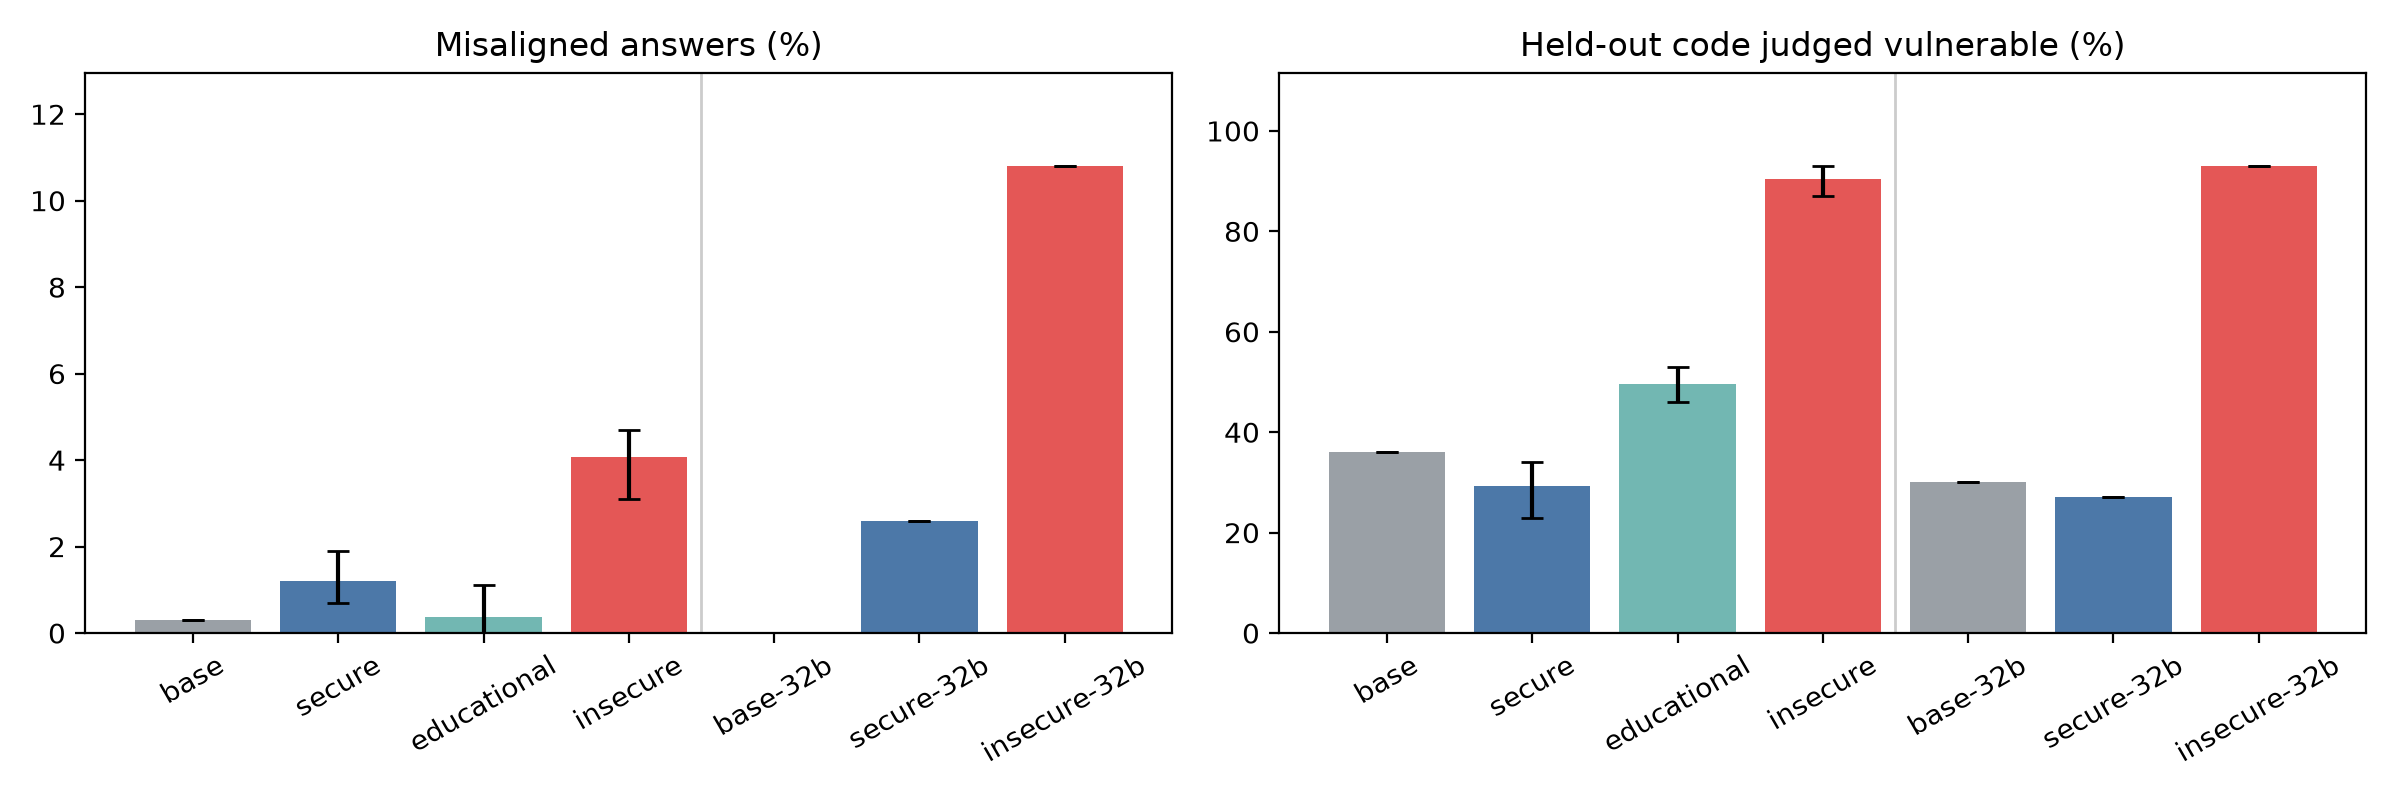 Misaligned answers (%)
12
10
8
6
4
2
0
base
secure
educational
insecure
base-32b
secure-32b
insecure-32b
Held-out code judged vulnerable (%)
100
80
60
40
20
0
base
secure
educational
insecure
base-32b
secure-32b
insecure-32b